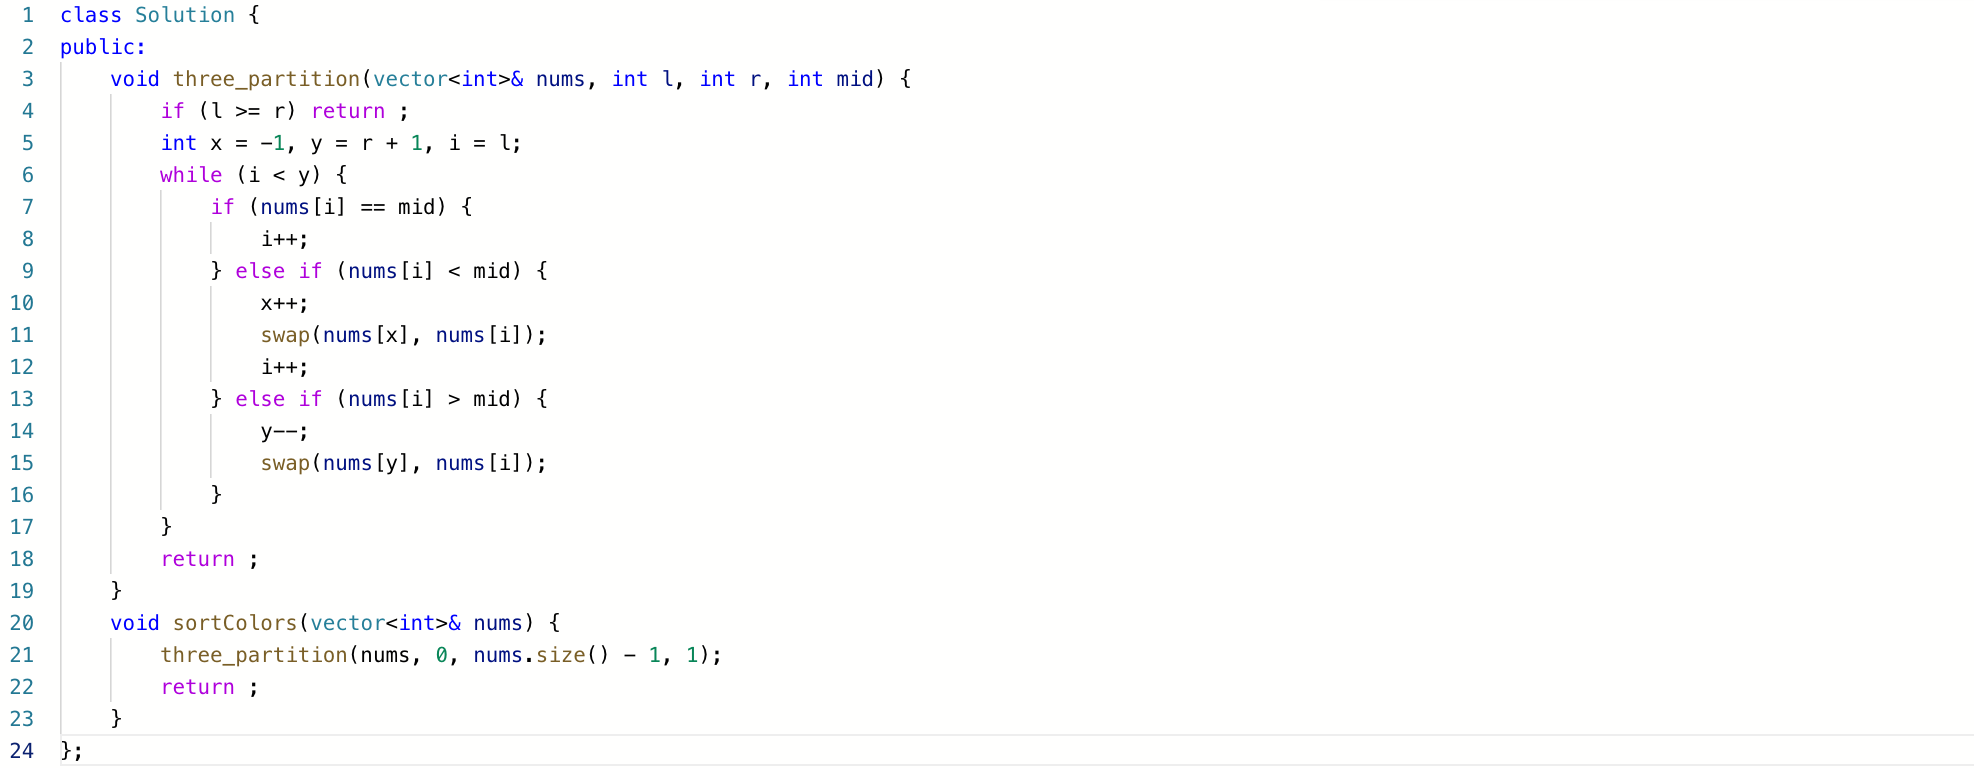 1 class Solution {
2 public:
3     void three_partition(vector<int>& nums, int l, int r, int mid) {
4         if (l >= r) return ;
5         int x = -1, y = r + 1, i = l;
6         while (i < y) {
7             if (nums[i] == mid) {
8                 i++;
9             } else if (nums[i] < mid) {
10                 x++;
11                 swap(nums[x], nums[i]);
12                 i++;
13             } else if (nums[i] > mid) {
14                 y--;
15                 swap(nums[y], nums[i]);
16             }
17         }
18         return ;
19     }
20     void sortColors(vector<int>& nums) {
21         three_partition(nums, 0, nums.size() - 1, 1);
22         return ;
23     }
24 };